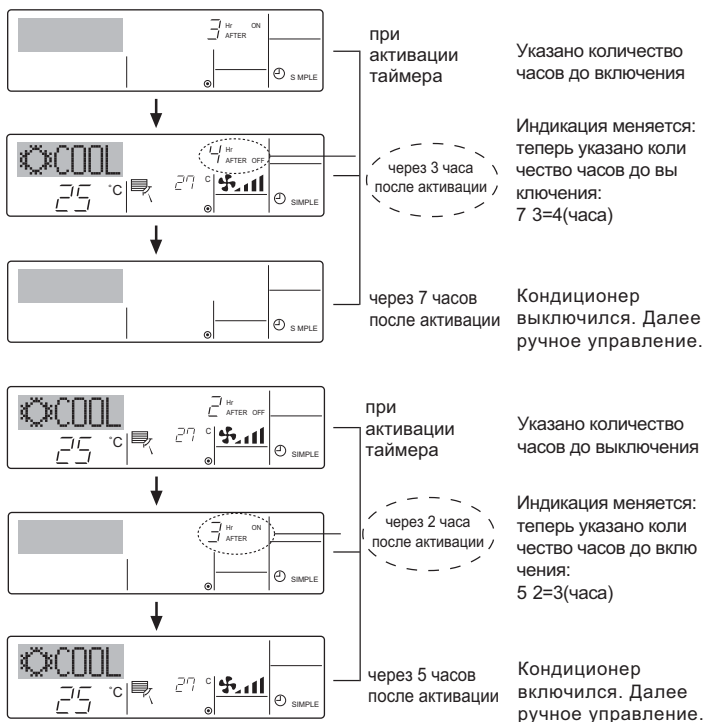 3 Hr ON
AFTER
SIMPLE
при
активации
таймера
Указано количество
часов до включения
COOL
4 Hr
AFTER OFF
25 °C
27 °C
SIMPLE
через 3 часа
после активации
Индикация меняется:
теперь указано коли
чество часов до вы
ключения:
7 3=4(часа)
S MPLE
через 7 часов
после активации
Кондиционер
выключился. Далее
ручное управление.
COOL
2 Hr
AFTER OFF
25 °C
27 °C
SIMPLE
при
активации
таймера
Указано количество
часов до выключения
3 Hr ON
AFTER
SIMPLE
через 2 часа
после активации
Индикация меняется:
теперь указано коли
чество часов до вклю
чения:
5 2=3(часа)
COOL
25 °C
27 °C
SIMPLE
через 5 часов
после активации
Кондиционер
включился. Далее
ручное управление.